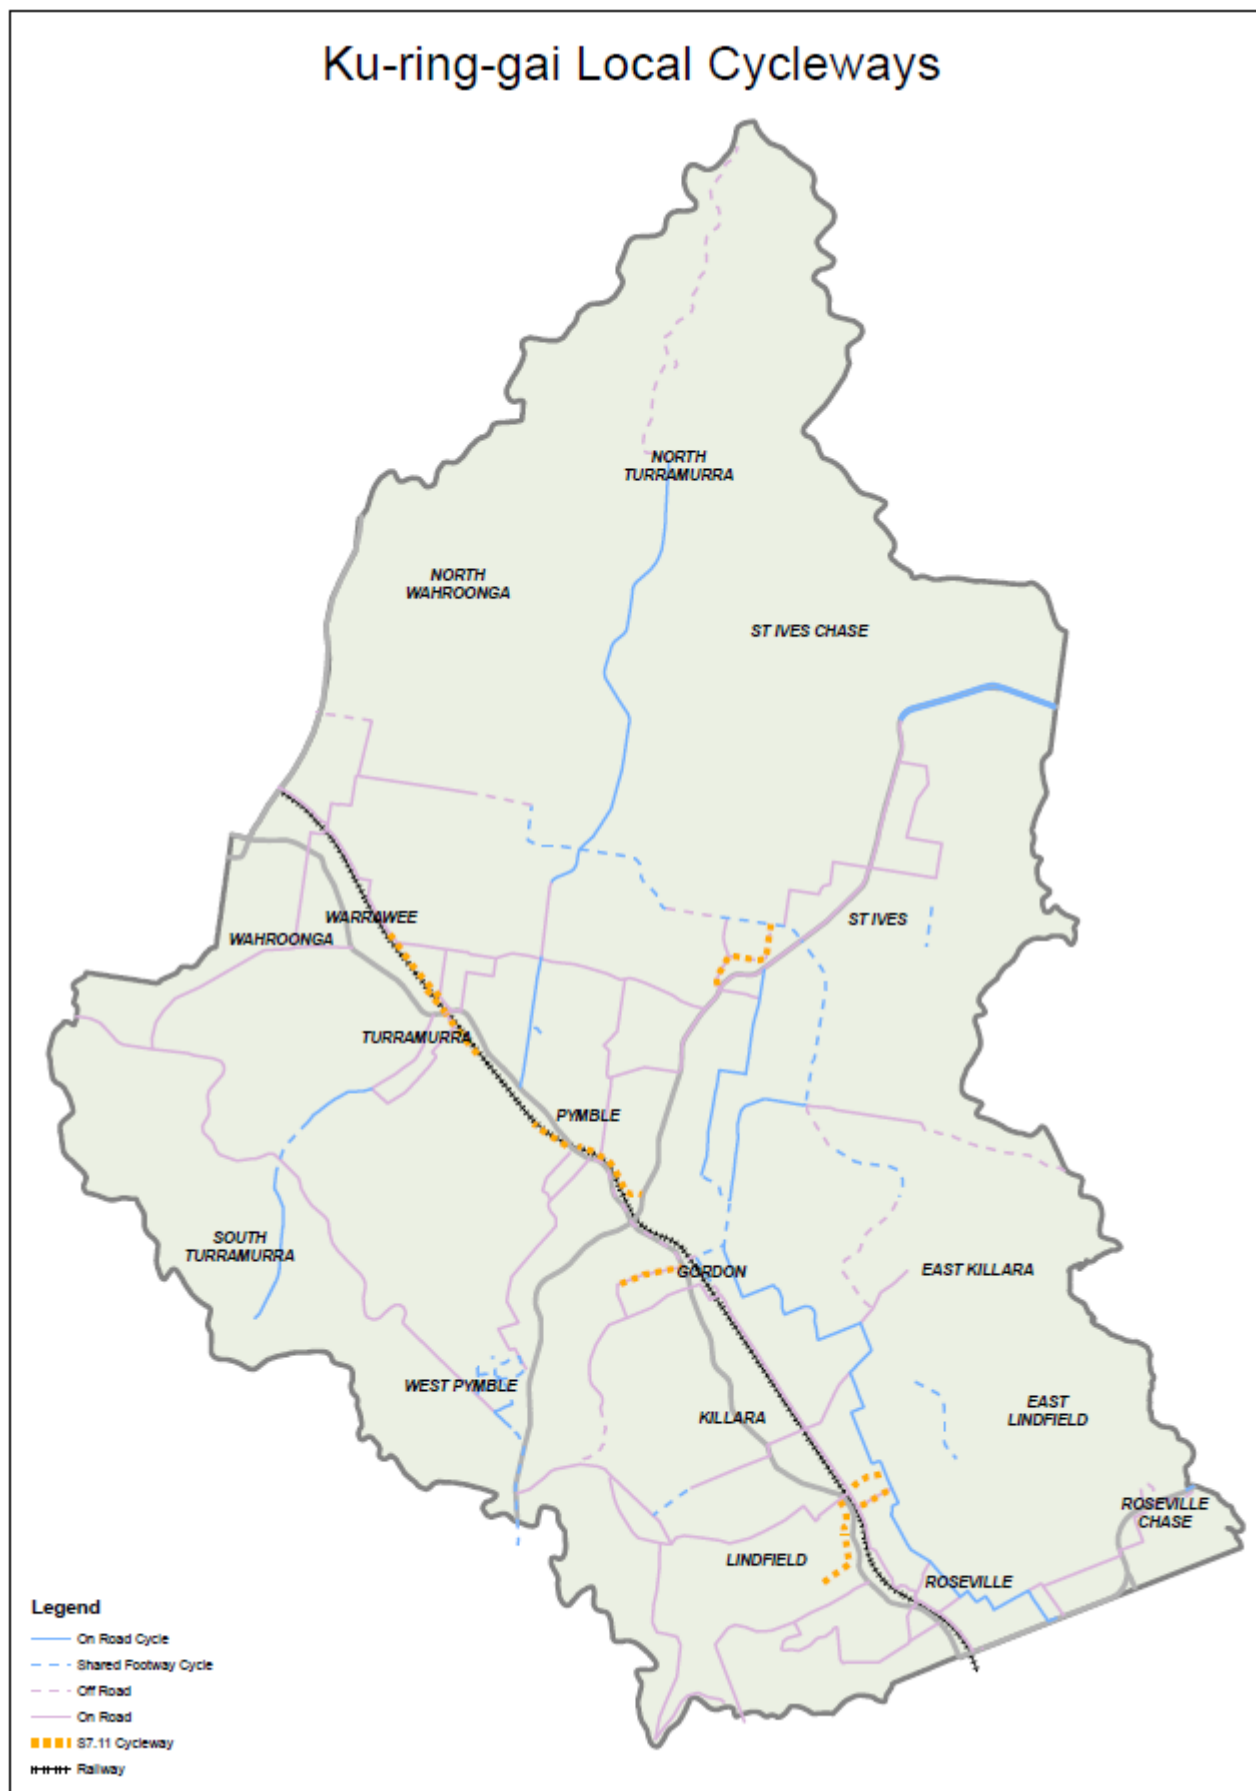 Ku-ring-gai Local Cycleways
NORTH
TURRAMURRA
NORTH
WAHROONGA
ST IVES CHASE
WARRAWEE
ST IVES
WAHROONGA
TURRAMURRA
PYMBLE
SOUTH
TURRAMURRA
GORDON
EAST KILLARA
WEST PYMBLE
KILLARA
EAST
LINDFIELD
ROSEVILLE
CHASE
LINDFIELD
ROSEVILLE
Legend
On Road Cycle
Shared Footway Cycle
Off Road
On Road
S7.11 Cycleway
Railway